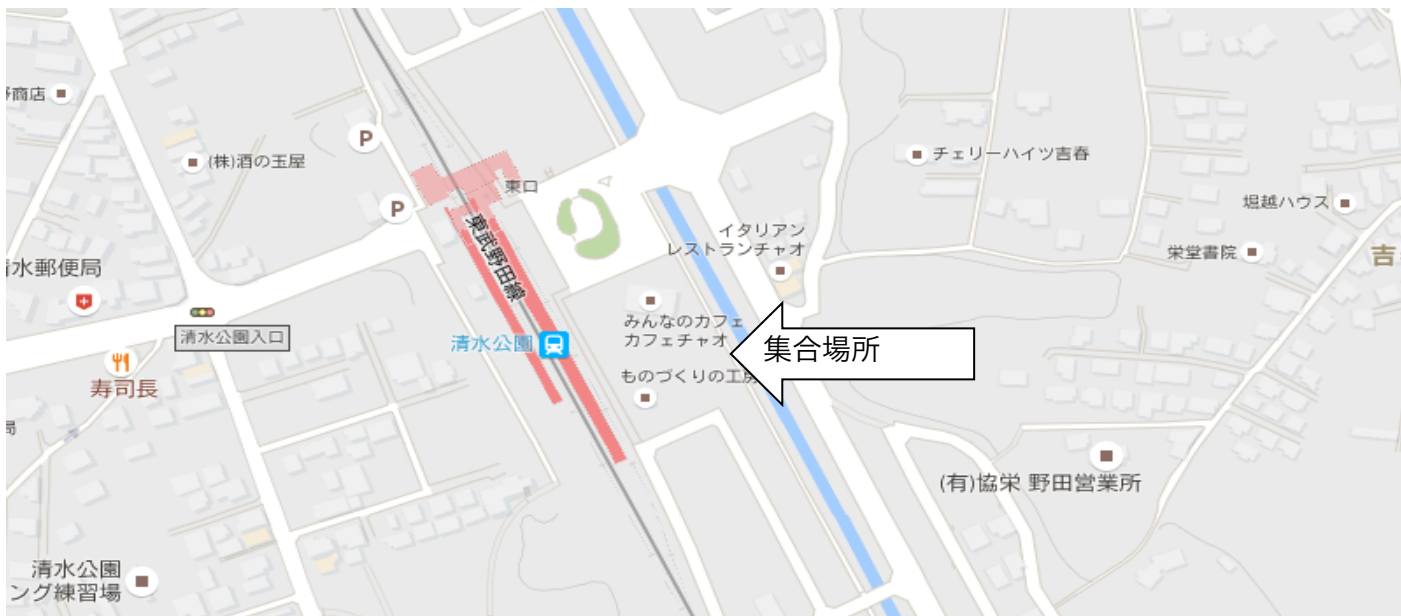 商店
P
(株)酒の玉屋
P
東口
チェリーハイツ吉春
堀越ハウス
イタリアン
レストランチャオ
栄堂書院
吉
水郵便局
東武野田線
清水公園入口
清水公園
みんなのカフェ
カフェチャオ
集合場所
ものづくりの工房
寿司長
局
(有)協栄 野田営業所
清水公園
ング練習場